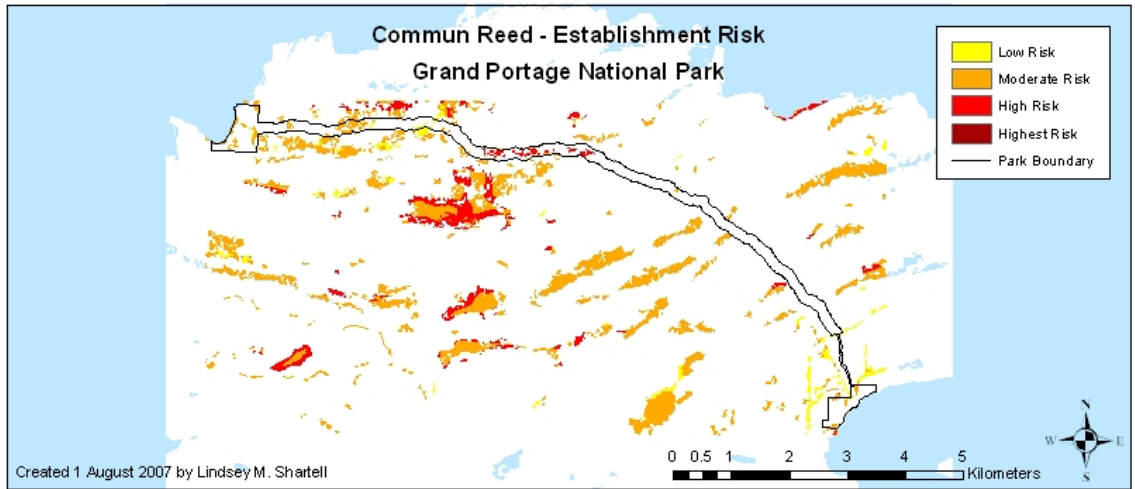 Commun Reed - Establishment Risk
Grand Portage National Park
Low Risk
Moderate Risk
High Risk
Highest Risk
Park Boundary
N
W E
S
0 0.5 1 2 3 4 5
Kilometers
Created 1 August 2007 by Lindsey M. Shartell